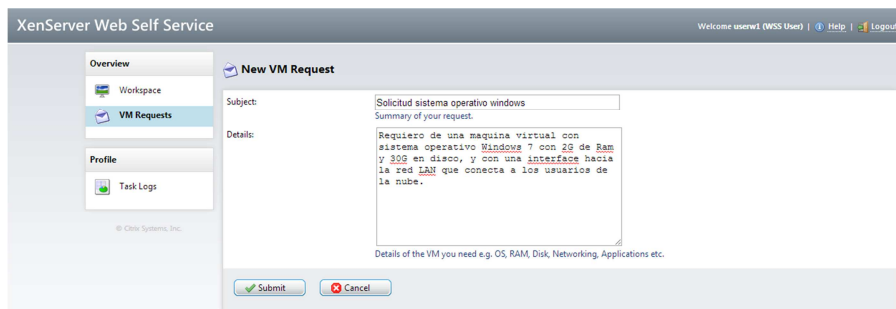 XenServer Web Self Service
Welcome userw1 (WSS User) | Help | Logout
Overview
Workspace
VM Requests
Profile
Task Logs
© Citrix Systems, Inc.
New VM Request
Subject:
Solicitud sistema operativo windows
Summary of your request.
Details:
Requiero de una maquina virtual con
sistema operativo Windows 7 con 2G de Ram
y 30G en disco, y con una interface hacia
la red LAN que conecta a los usuarios de
la nube.
Details of the VM you need e.g. OS, RAM, Disk, Networking, Applications etc.
Submit
Cancel